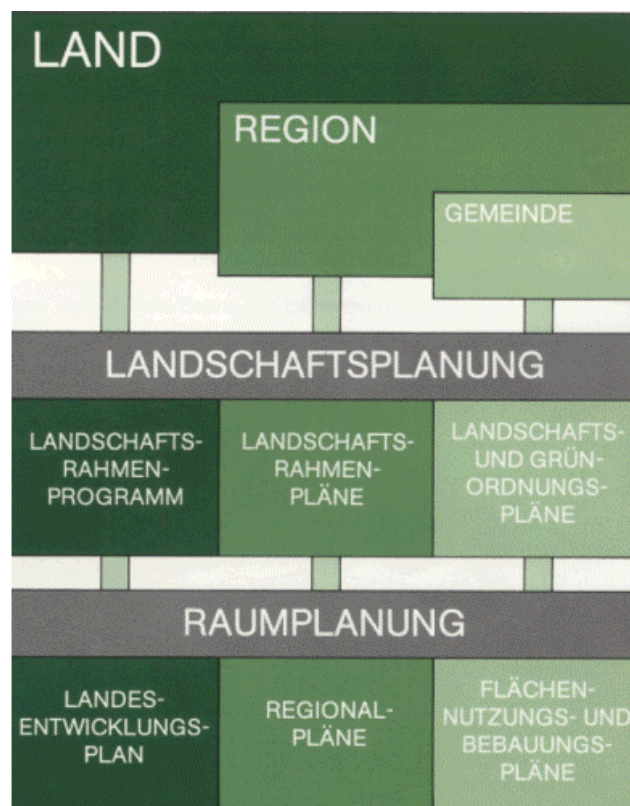 LAND
REGION
GEMEINDE
LANDSCHAFTSPLANUNG
LANDSCHAFTS-
RAHMEN-
PROGRAMM
LANDSCHAFTS-
RAHMEN-
PLÄNE
LANDSCHAFTS-
UND GRÜN-
ORDNUNGS-
PLÄNE
RAUMPLANUNG
LANDES-
ENTWICKLUNGS-
PLAN
REGIONAL-
PLÄNE
FLÄCHEN-
NUTZUNGS- UND
BEBAUUNGS-
PLÄNE